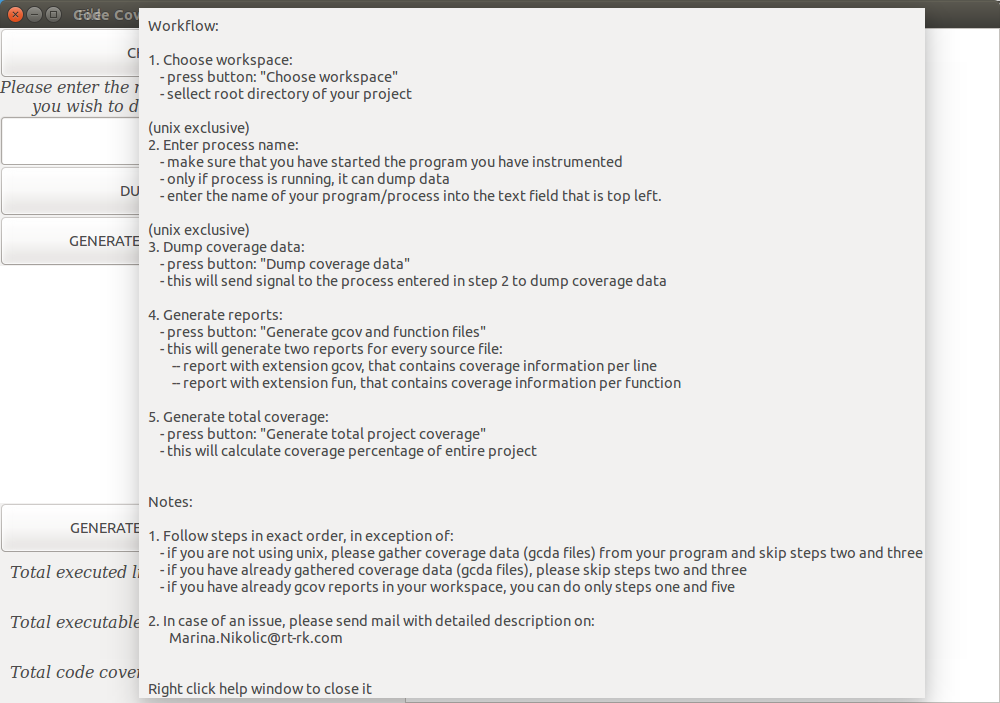 Code Cov
CH
Please enter the n
you wish to d
DU
GENERATE
GENERATE
Total executed li
Total executable
Total code cover
Workflow:
1. Choose workspace:
- press button: "Choose workspace"
- sellect root directory of your project
(unix exclusive)
2. Enter process name:
- make sure that you have started the program you have instrumented
- only if process is running, it can dump data
- enter the name of your program/process into the text field that is top left.
(unix exclusive)
3. Dump coverage data:
- press button: "Dump coverage data"
- this will send signal to the process entered in step 2 to dump coverage data
4. Generate reports:
- press button: "Generate gcov and function files"
- this will generate two reports for every source file:
-- report with extension gcov, that contains coverage information per line
-- report with extension fun, that contains coverage information per function
5. Generate total coverage:
- press button: "Generate total project coverage"
- this will calculate coverage percentage of entire project
Notes:
1. Follow steps in exact order, in exception of:
- if you are not using unix, please gather coverage data (gcda files) from your program and skip steps two and three
- if you have already gathered coverage data (gcda files), please skip steps two and three
- if you have already gcov reports in your workspace, you can do only steps one and five
2. In case of an issue, please send mail with detailed description on:
Marina.Nikolic@rt-rk.com
Right click help window to close it